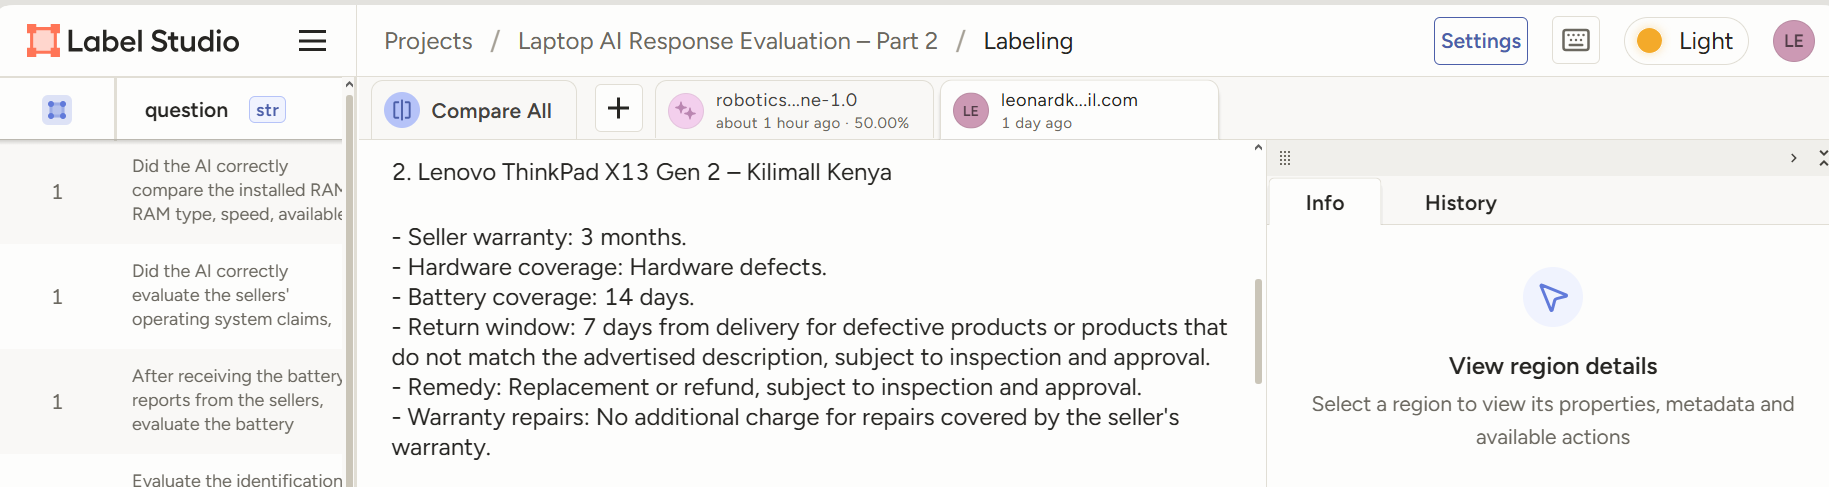 Label Studio
Projects / Laptop AI Response Evaluation – Part 2 / Labeling
Settings
Light
LE
question str
Compare All
robotics...ne-1.0
about 1 hour ago · 50.00%
LE
leonardk...il.com
1 day ago
1
Did the AI correctly
compare the installed RAM
RAM type, speed, available
1
Did the AI correctly
evaluate the sellers'
operating system claims,
1
After receiving the battery
reports from the sellers,
evaluate the battery
Evaluate the identification
2. Lenovo ThinkPad X13 Gen 2 – Kilimall Kenya
- Seller warranty: 3 months.
- Hardware coverage: Hardware defects.
- Battery coverage: 14 days.
- Return window: 7 days from delivery for defective products or products that
do not match the advertised description, subject to inspection and approval.
- Remedy: Replacement or refund, subject to inspection and approval.
- Warranty repairs: No additional charge for repairs covered by the seller's
warranty.
Info
History
View region details
Select a region to view its properties, metadata and
available actions